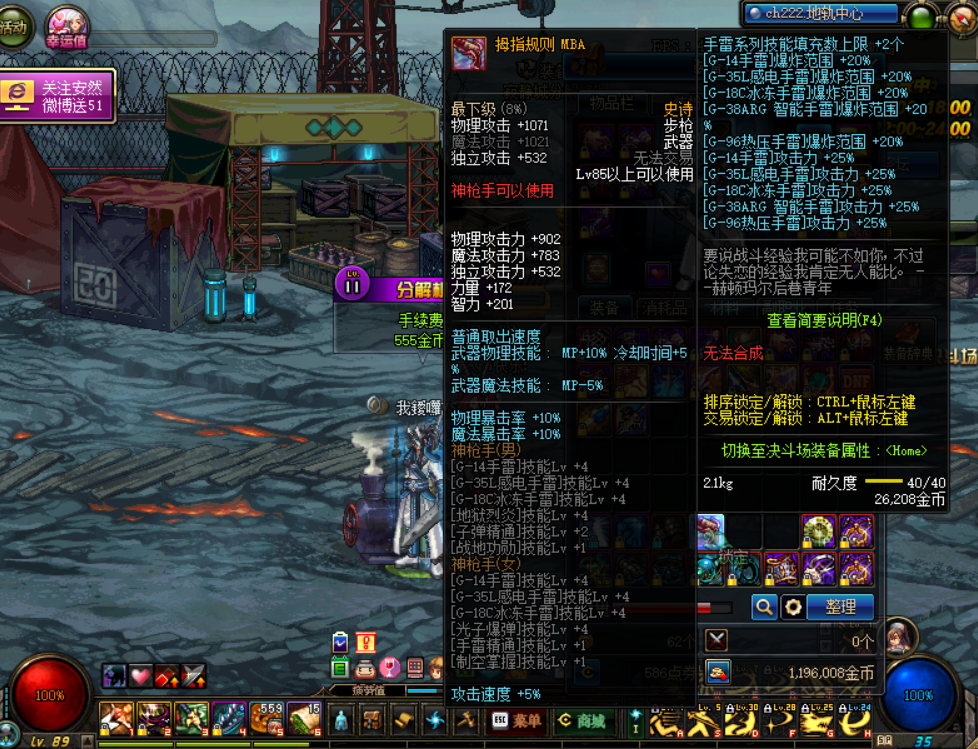 活动
幸运值
ch222.地轨中心
关注安然
微博送51
LV.
11
手续费
555金币
拇指规则 MBA
最下级 (8%)
史诗
物理攻击 +1071
步枪
魔法攻击 +1021
武器
独立攻击 +532
无法交易
Lv85以上可以使用
神枪手可以使用
物理攻击力 +902
魔法攻击力 +783
独立攻击力 +532
力量 +172
智力 +201
普通取出速度
武器物理技能： MP+10% 冷却时间+5
%
武器魔法技能： MP-5%
物理暴击率 +10%
魔法暴击率 +10%
神枪手(男)
[G-14手雷]技能Lv +4
[G-35L感电手雷]技能Lv +4
[G-18C冰冻手雷]技能Lv +4
[地狱烈炎]技能Lv +4
[子弹精通]技能Lv +2
[战地功勋]技能Lv +1
神枪手(女)
[G-14手雷]技能Lv +4
[G-35L感电手雷]技能Lv +4
[G-18C冰冻手雷]技能Lv +4
[光子爆弹]技能Lv +4
[手雷精通]技能Lv +1
[制空掌握]技能Lv +1
攻击速度 +5%
手雷系列技能填充数上限 +2个
[G-14手雷]爆炸范围 +20%
[G-35L感电手雷]爆炸范围 +20%
[G-18C冰冻手雷]爆炸范围 +20%
[G-38ARG 智能手雷]爆炸范围 +20
%
[G-96热压手雷]爆炸范围 +20%
[G-14手雷]攻击力 +25%
[G-35L感电手雷]攻击力 +25%
[G-18C冰冻手雷]攻击力 +25%
[G-38ARG 智能手雷]攻击力 +25%
[G-96热压手雷]攻击力 +25%
要说战斗经验我可能不如你，不过
论失恋的经验我肯定无人能比。 -
-赫顿玛尔后巷青年
查看简要说明(F4)
无法合成
排序锁定/解锁：CTRL+鼠标左键
交易锁定/解锁：ALT+鼠标左键
切换至决斗场装备属性：<Home>
2.1kg
耐久度 40/40
26,208金币
锁定
整理
0个
1,196,008金币
疲劳值
100%
100%
559
15
ESC 菜单
商城
lv. 89
SP 35